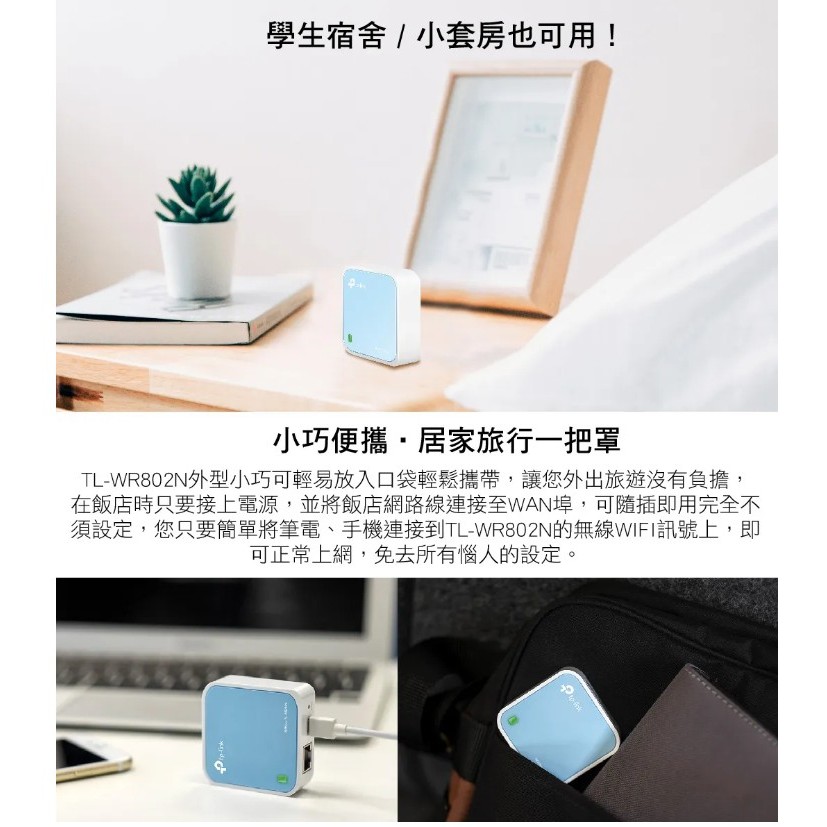 學生宿舍 / 小套房也可用！
tp-link
小巧便攜·居家旅行一把罩
TL-WR802N外型小巧可輕易放入口袋輕鬆攜帶，讓您外出旅遊沒有負擔，
在飯店時只要接上電源，並將飯店網路線連接至WAN埠，可隨插即用完全不
須設定，您只要簡單將筆電、手機連接到TL-WR802N的無線WIFI訊號上，即
可正常上網，免去所有惱人的設定。
tp-link
tp-link